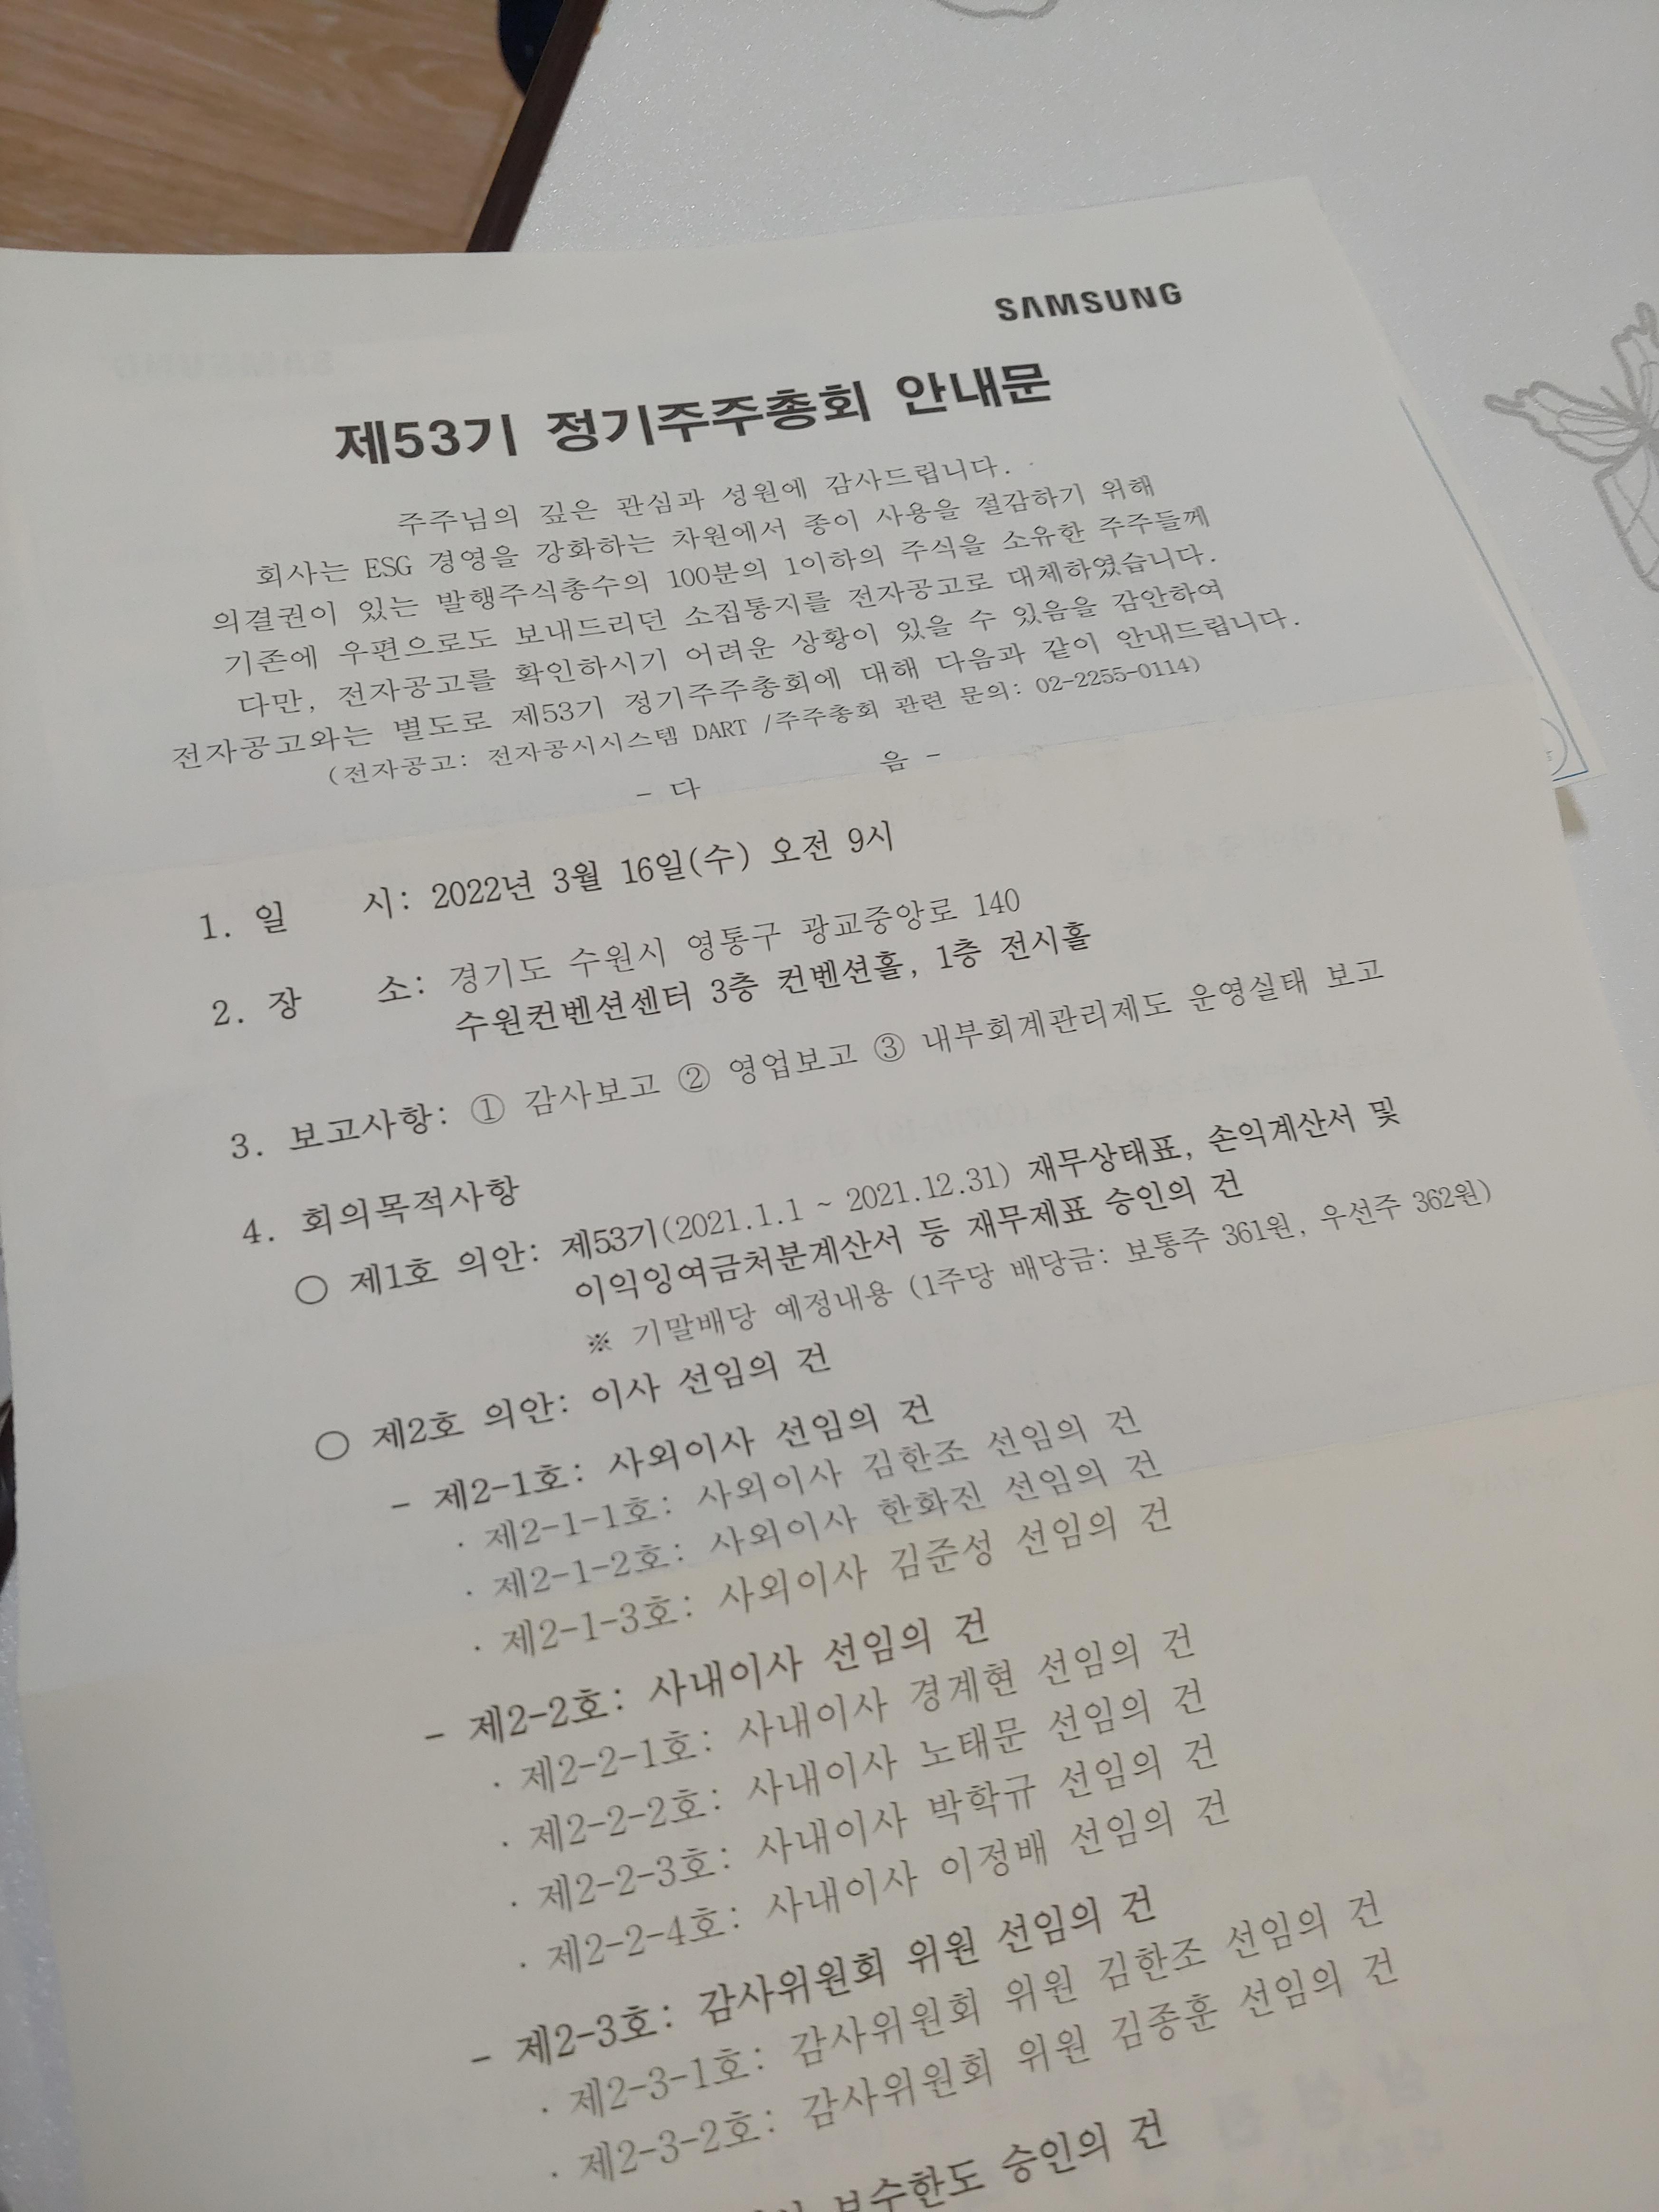 SAMSUNG
제53기 정기주주총회 안내문
주주님의 깊은 관심과 성원에 감사드립니다.
회사는 ESG 경영을 강화하는 차원에서 종이 사용을 절감하기 위해
의결권이 있는 발행주식총수의 100분의 1이하의 주식을 소유한 주주들께
기존에 우편으로도 보내드리던 소집통지를 전자공고로 대체하였습니다.
다만, 전자공고를 확인하시기 어려운 상황이 있을 수 있음을 감안하여
전자공고와는 별도로 제53기 정기주주총회에 대해 다음과 같이 안내드립니다.
(전자공고: 전자공시시스템 DART /주주총회 관련 문의: 02-2255-0114)
- 다 음 -
1. 일 시: 2022년 3월 16일(수) 오전 9시
2. 장 소: 경기도 수원시 영통구 광교중앙로 140
수원컨벤션센터 3층 컨벤션홀, 1층 전시홀
3. 보고사항: ① 감사보고 ② 영업보고 ③ 내부회계관리제도 운영실태 보고
4. 회의목적사항
○ 제1호 의안: 제53기(2021.1.1 ~ 2021.12.31) 재무상태표, 손익계산서 및
이익잉여금처분계산서 등 재무제표 승인의 건
※ 기말배당 예정내용 (1주당 배당금: 보통주 361원, 우선주 362원)
○ 제2호 의안: 이사 선임의 건
- 제2-1호: 사외이사 선임의 건
· 제2-1-1호: 사외이사 김한조 선임의 건
· 제2-1-2호: 사외이사 한화진 선임의 건
· 제2-1-3호: 사외이사 김준성 선임의 건
- 제2-2호: 사내이사 선임의 건
· 제2-2-1호: 사내이사 경계현 선임의 건
· 제2-2-2호: 사내이사 노태문 선임의 건
· 제2-2-3호: 사내이사 박학규 선임의 건
· 제2-2-4호: 사내이사 이정배 선임의 건
- 제2-3호: 감사위원회 위원 선임의 건
· 제2-3-1호: 감사위원회 위원 김한조 선임의 건
· 제2-3-2호: 감사위원회 위원 김종훈 선임의 건
보수한도 승인의 건